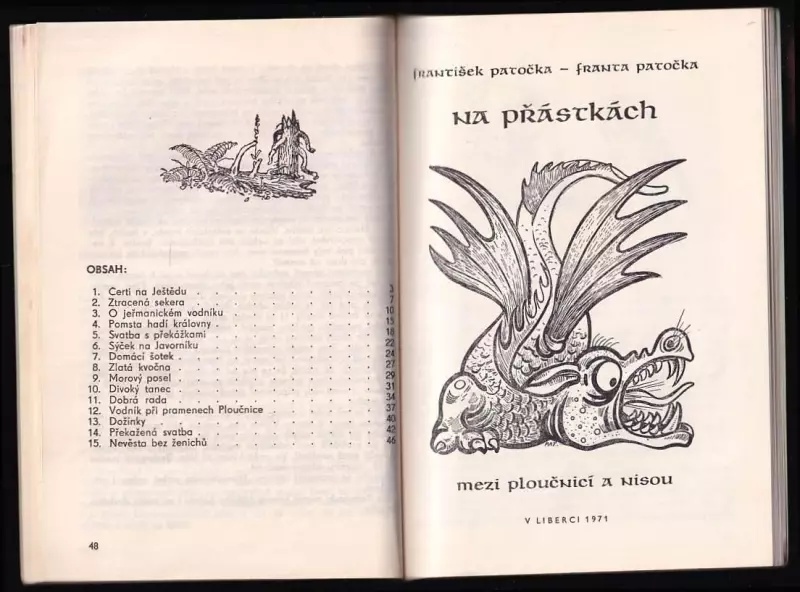 OBSAH:
1. Čerti na Ještědu . . . . . . . . . . . 3
2. Ztracená sekera . . . . . . . . . . . 7
3. O jeřmanickém vodníku . . . . . . . . . 10
4. Pomsta hadí královny . . . . . . . . . . 15
5. Svatba s překážkami . . . . . . . . . . 18
6. Sýček na Javorníku . . . . . . . . . . 22
7. Domácí šotek . . . . . . . . . . . . 24
8. Zlatá kvočna . . . . . . . . . . . . 27
9. Morový posel . . . . . . . . . . . . 29
10. Divoký tanec . . . . . . . . . . . . 31
11. Dobrá rada . . . . . . . . . . . . 34
12. Vodník při pramenech Ploučnice . . . . . . . 37
13. Dožínky . . . . . . . . . . . . . 40
14. Překažená svatba . . . . . . . . . . . 42
15. Nevěsta bez ženichů . . . . . . . . . . 46
48
František Patočka – Franta Patočka
NA PŘÁSTKÁCH
mezi Ploučnicí a Nisou
V LIBERCI 1971